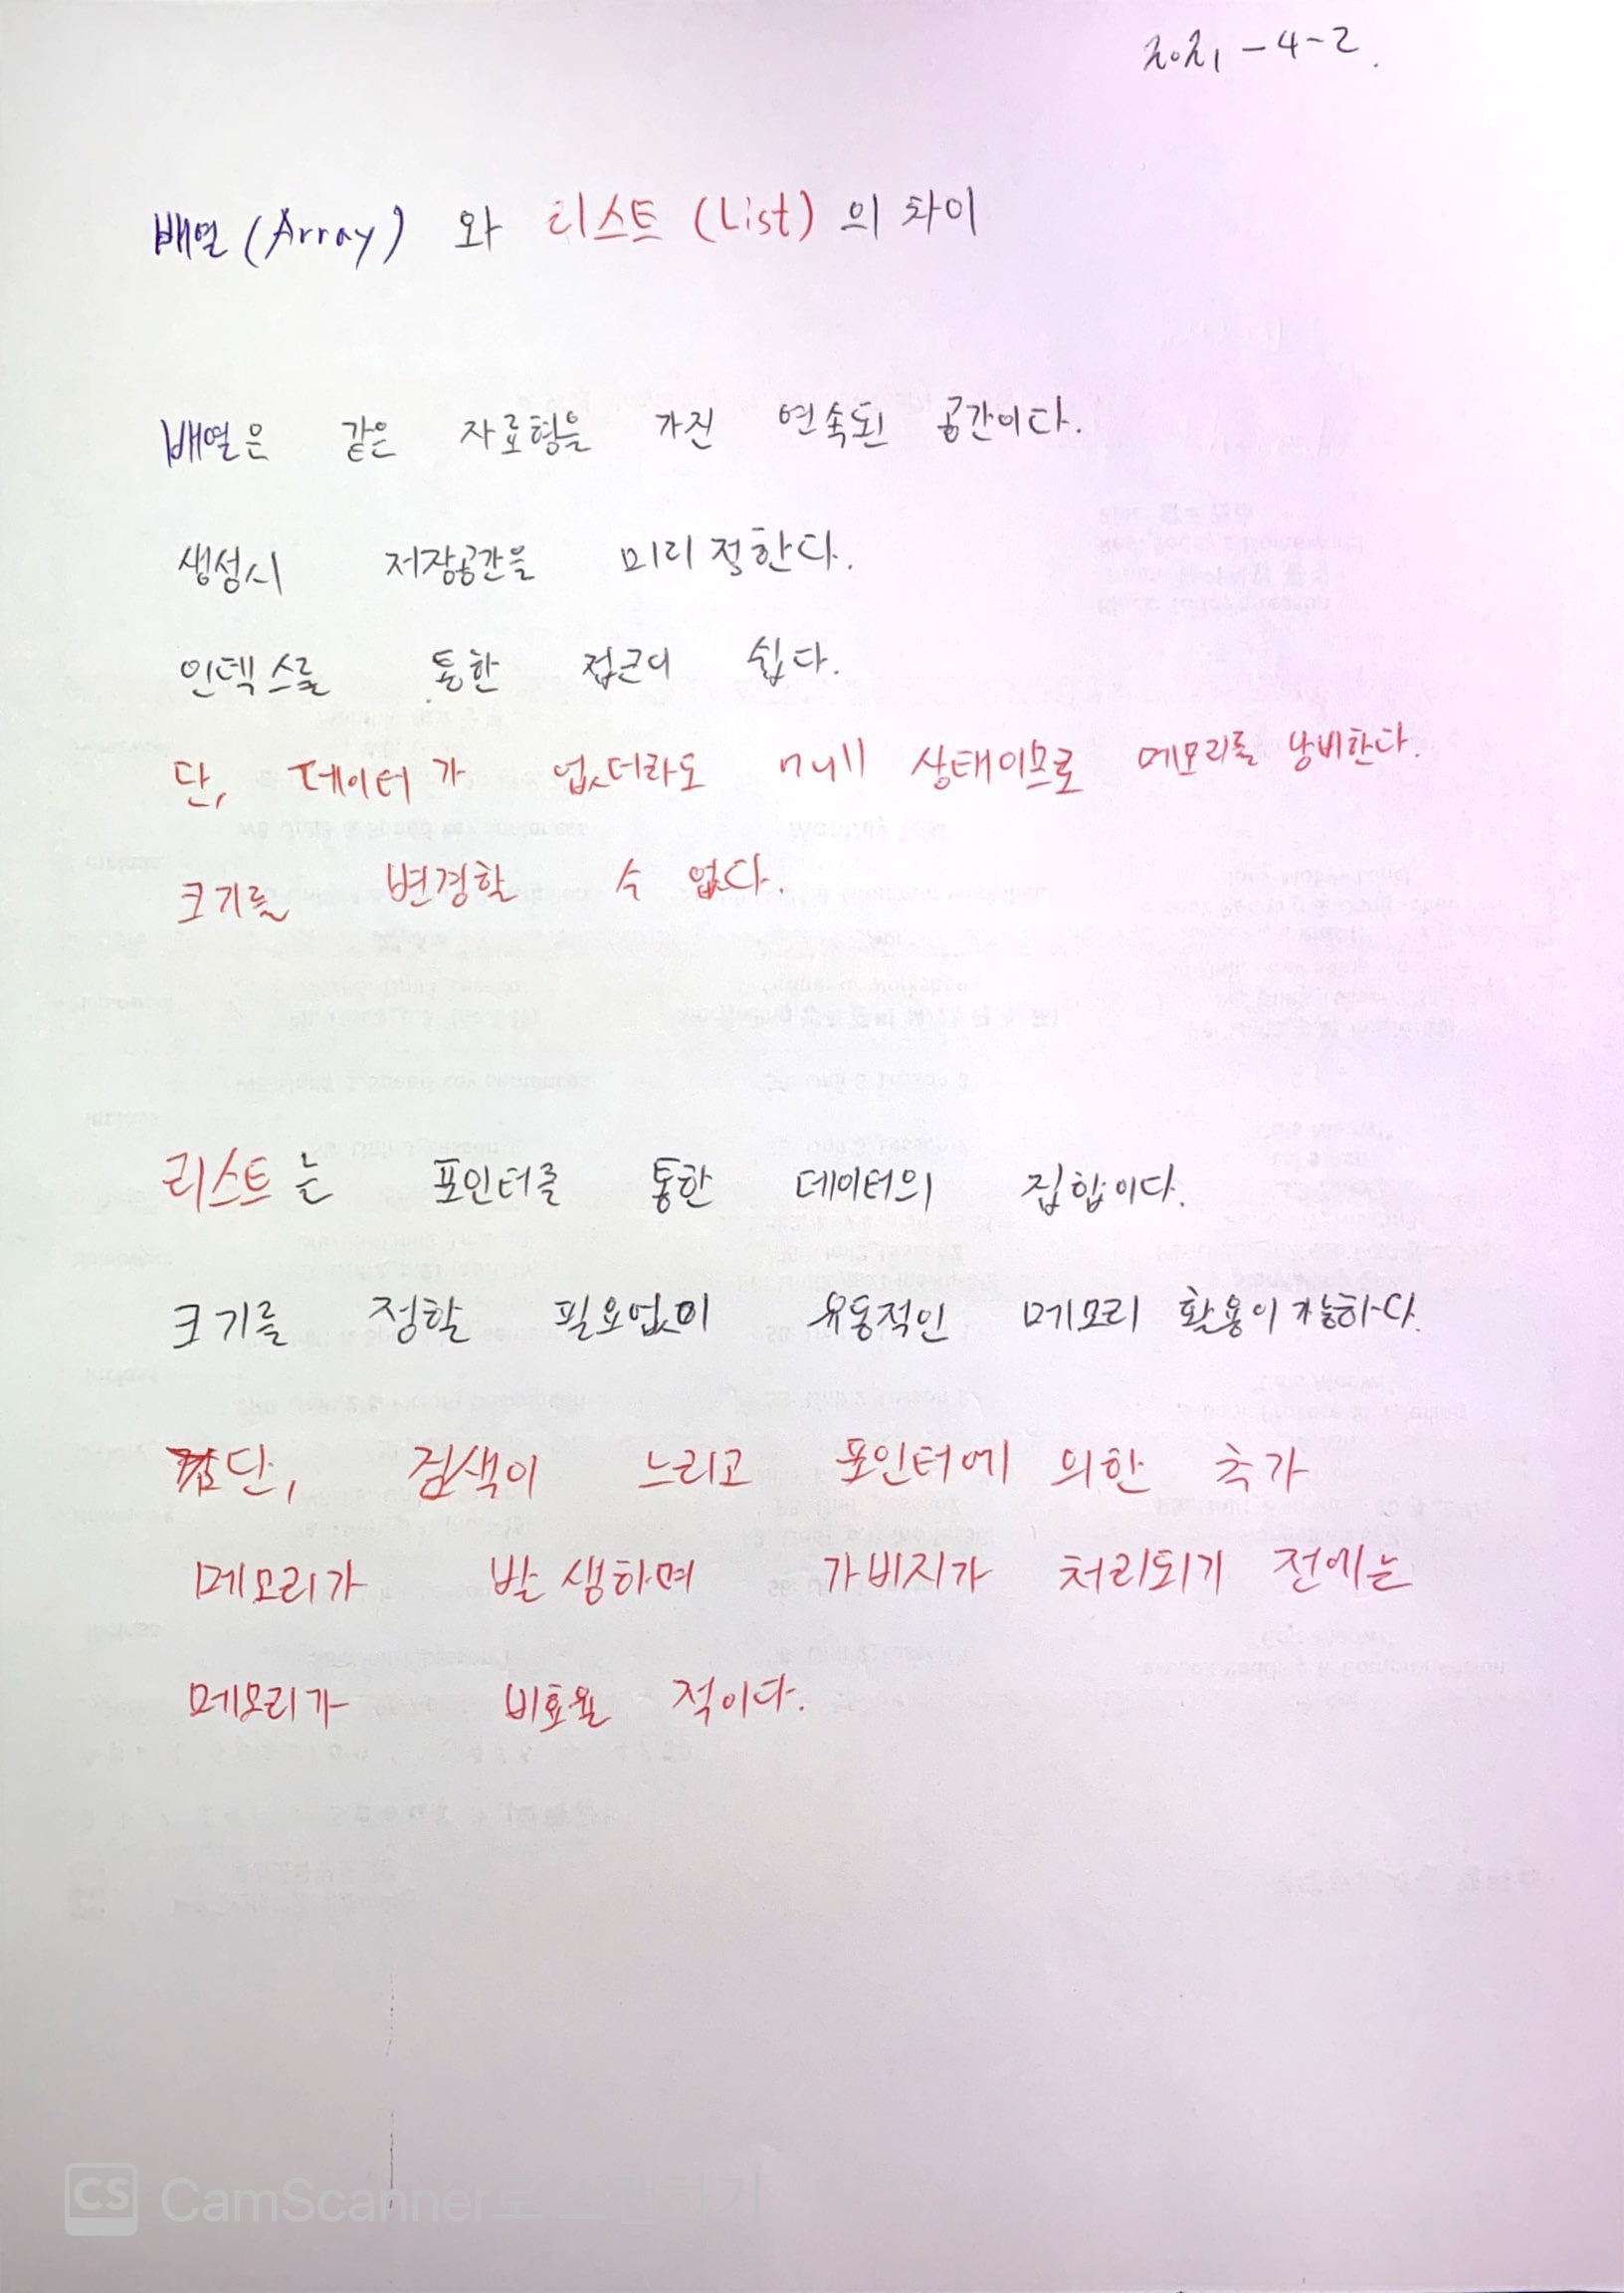 2021-4-2.
배열(Array) 와 리스트 (List) 의 차이
배열은 같은 자료형을 가진 연속된 공간이다.
생성시 저장공간을 미리 정한다.
인덱스를 통한 접근이 쉽다.
단, 데이터가 없더라도 null 상태이므로 메모리를 낭비한다.
크기를 변경할 수 없다.
리스트는 포인터를 통한 데이터의 집합이다.
크기를 정할 필요없이 유동적인 메모리 활용이 가능하다.
단, 검색이 느리고 포인터에 의한 추가
메모리가 발생하며 가비지가 처리되기 전에는
메모리가 비효율 적이다.
CS CamScanner로 스캔하기